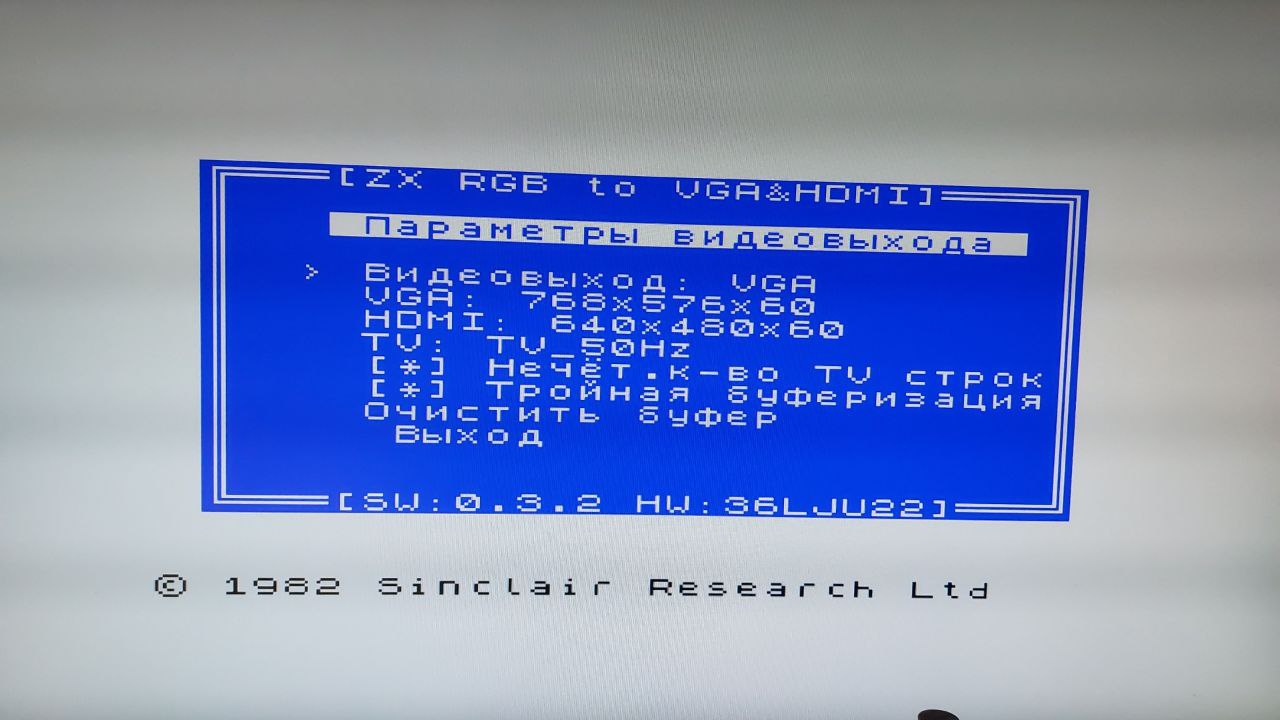 [ZX RGB to VGA&HDMI]
Параметры видеовыхода
> Видеовыход: VGA
VGA: 768x576x60
HDMI: 640x480x60
TV: TV_50Hz
[*] Нечёт.к-во TV строк
[*] Тройная буферизация
Очистить буфер
Выход
[SW:0.3.2 HW:36LJU22]
© 1982 Sinclair Research Ltd